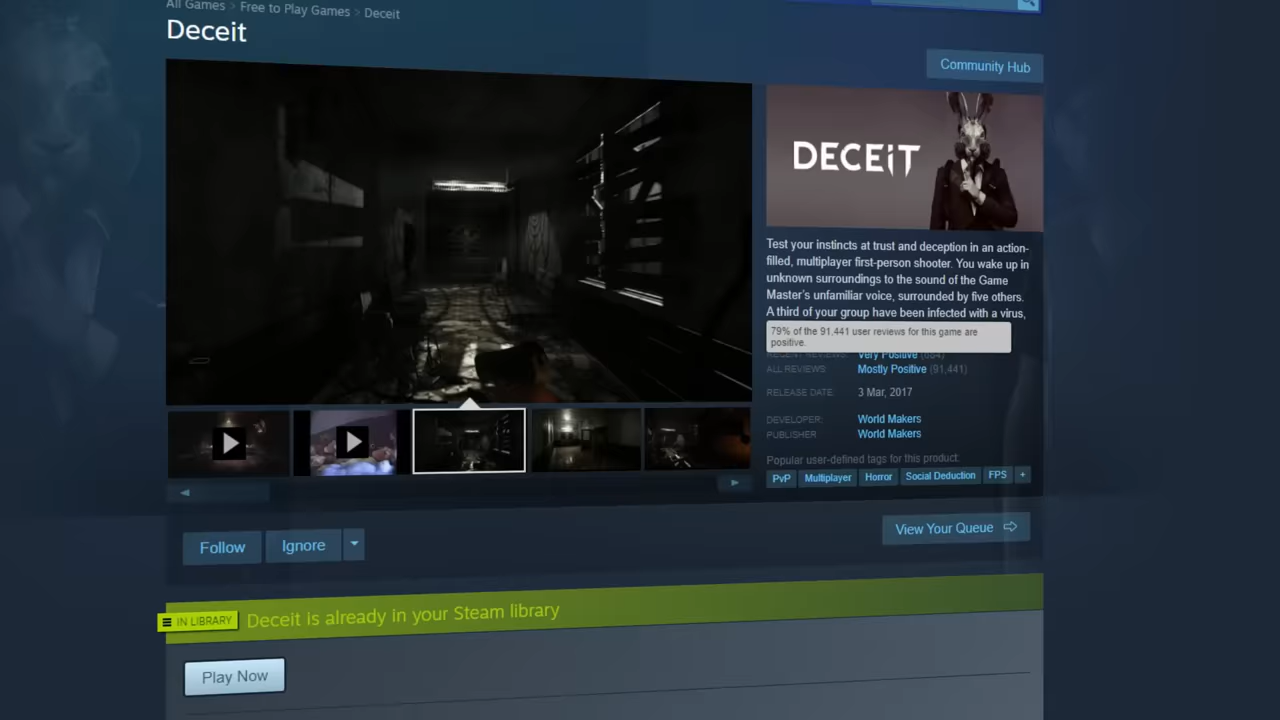 All Games > Free to Play Games > Deceit
Deceit
Community Hub
DECEiT
Test your instincts at trust and deception in an action-
filled, multiplayer first-person shooter. You wake up in
unknown surroundings to the sound of the Game
Master's unfamiliar voice, surrounded by five others.
A third of your group have been infected with a virus,
79% of the 91,441 user reviews for this game are
positive.
RECENT REVIEWS: Very Positive (684)
ALL REVIEWS: Mostly Positive (91,441)
RELEASE DATE: 3 Mar, 2017
DEVELOPER: World Makers
PUBLISHER World Makers
Popular user-defined tags for this product:
PvP Multiplayer Horror Social Deduction FPS +
Follow Ignore
View Your Queue
IN LIBRARY Deceit is already in your Steam library
Play Now